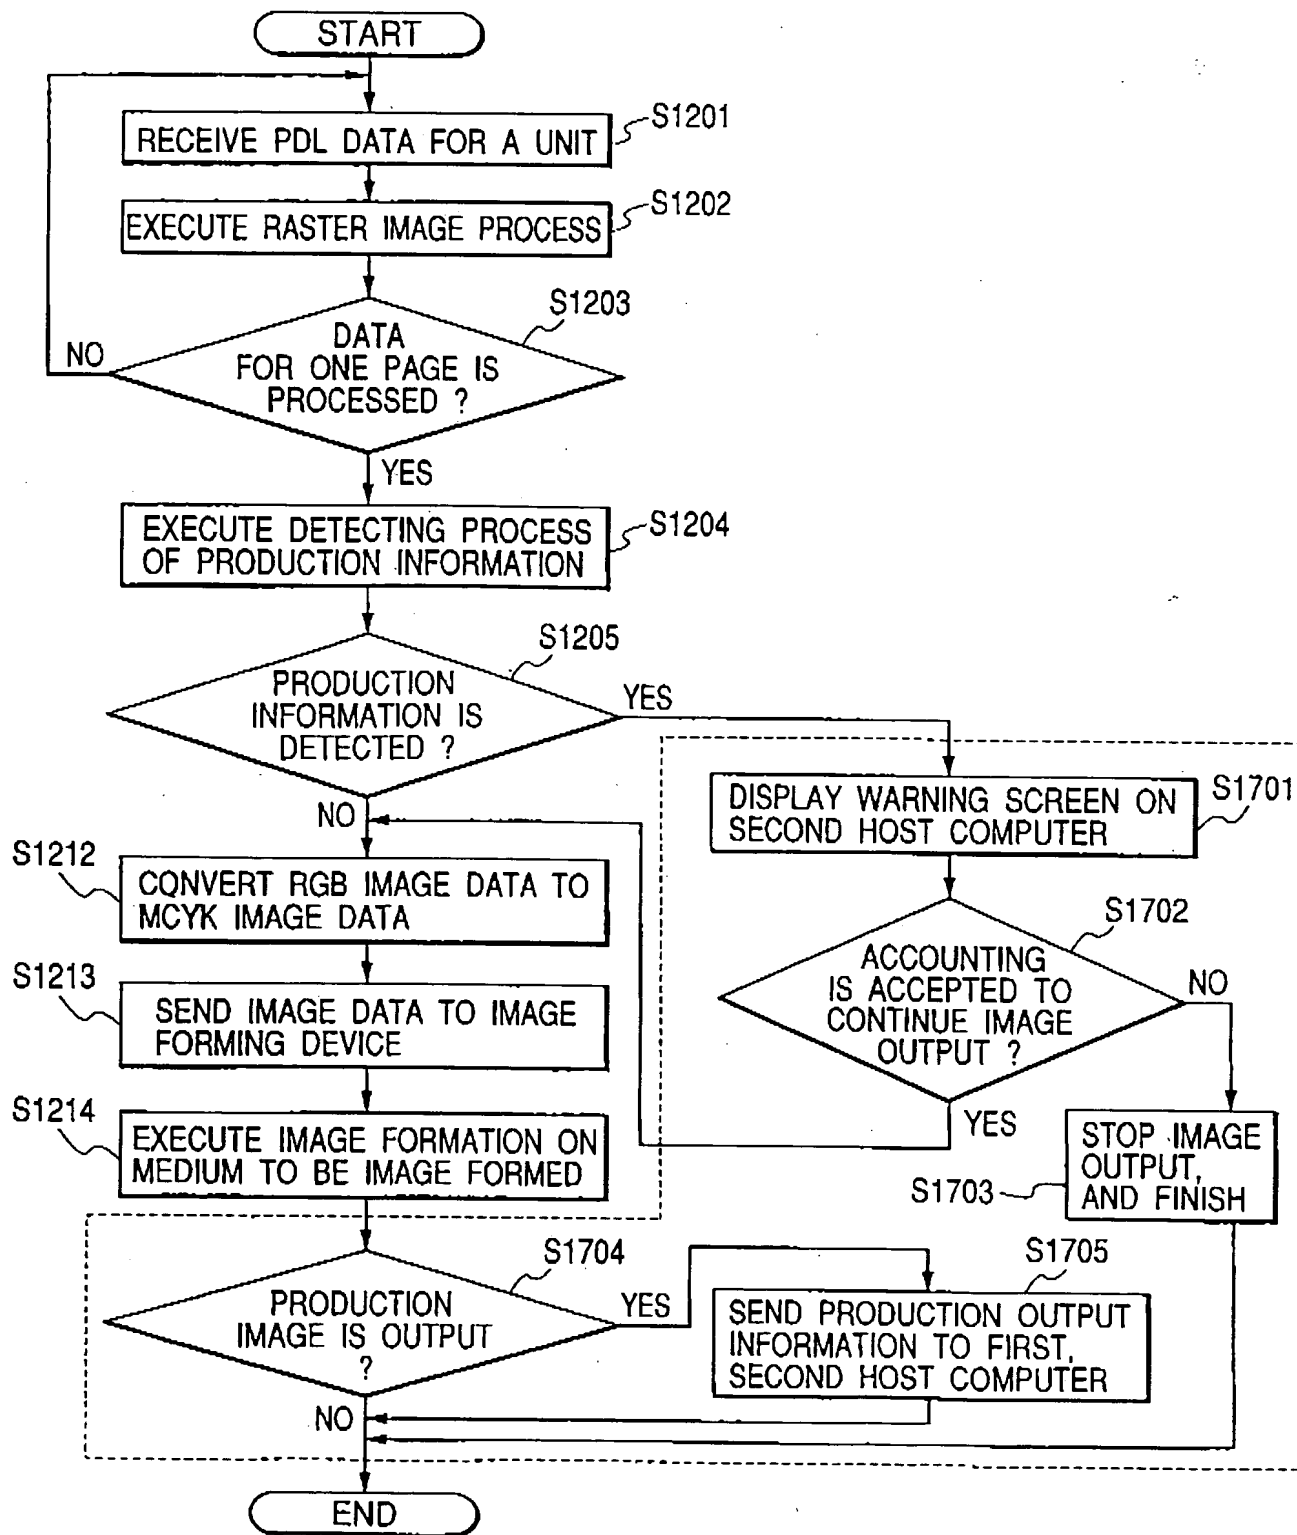 START
RECEIVE PDL DATA FOR A UNIT
S1201
EXECUTE RASTER IMAGE PROCESS
S1202
S1203
DATA
FOR ONE PAGE IS
PROCESSED ?
NO
YES
EXECUTE DETECTING PROCESS
OF PRODUCTION INFORMATION
S1204
S1205
PRODUCTION
INFORMATION IS
DETECTED ?
YES
NO
DISPLAY WARNING SCREEN ON
SECOND HOST COMPUTER
S1701
S1212
CONVERT RGB IMAGE DATA TO
MCYK IMAGE DATA
S1702
ACCOUNTING
IS ACCEPTED TO
CONTINUE IMAGE
OUTPUT ?
NO
YES
S1213
SEND IMAGE DATA TO IMAGE
FORMING DEVICE
S1214
EXECUTE IMAGE FORMATION ON
MEDIUM TO BE IMAGE FORMED
STOP IMAGE
OUTPUT,
AND FINISH
S1703
S1704
PRODUCTION
IMAGE IS OUTPUT
?
YES
NO
S1705
SEND PRODUCTION OUTPUT
INFORMATION TO FIRST,
SECOND HOST COMPUTER
END